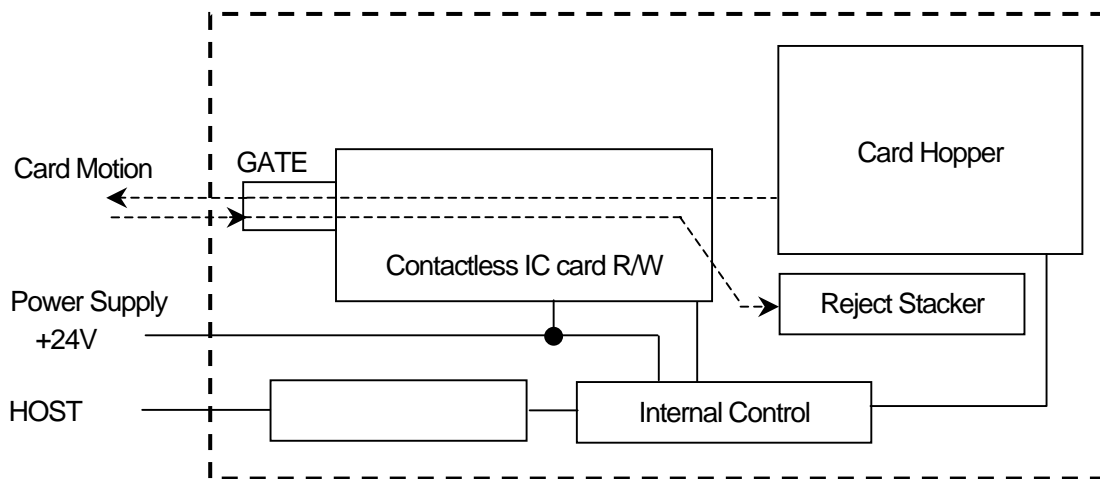 Card Motion
GATE
Card Hopper
Contactless IC card R/W
Power Supply
+24V
Reject Stacker
HOST
Internal Control